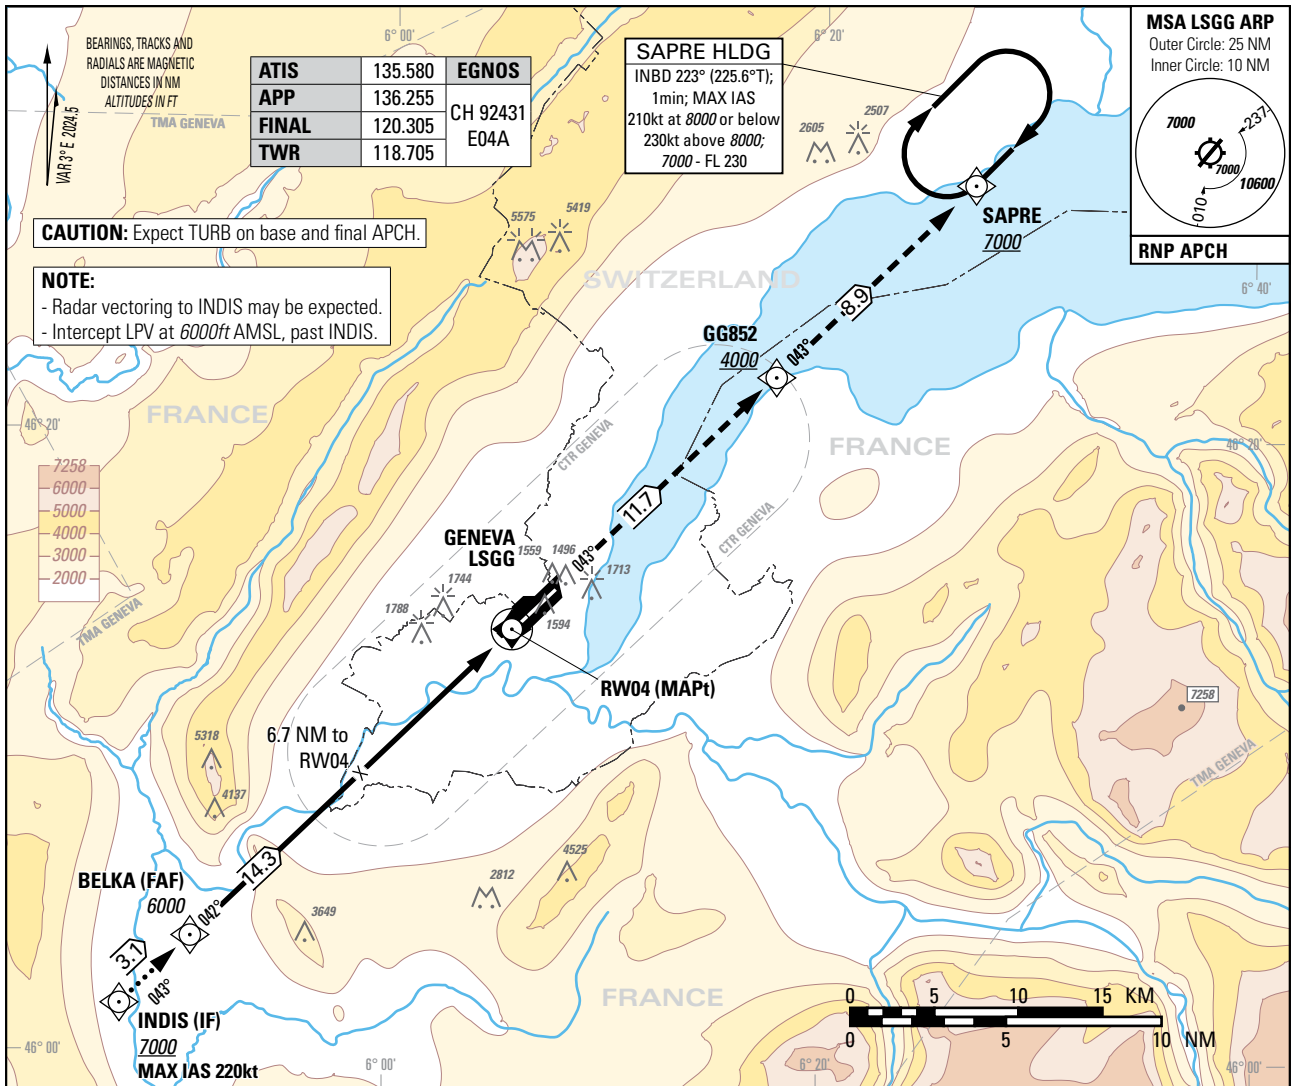 BEARINGS, TRACKS AND
RADIALS ARE MAGNETIC
DISTANCES IN NM
ALTITUDES IN FT
VAR 3° E 2024.5
TMA GENEVA
6° 00'
6° 20'
ATIS 135.580 EGNOS
APP 136.255 CH 92431
FINAL 120.305 E04A
TWR 118.705
SAPRE HLDG
INBD 223° (225.6°T);
1min; MAX IAS
210kt at 8000 or below
230kt above 8000;
7000 - FL 230
MSA LSGG ARP
Outer Circle: 25 NM
Inner Circle: 10 NM
7000
237
7000
10600
010
RNP APCH
2605
2507
5575
5419
SAPRE
7000
6° 40'
CAUTION: Expect TURB on base and final APCH.
NOTE:
- Radar vectoring to INDIS may be expected.
- Intercept LPV at 6000ft AMSL, past INDIS.
SWITZERLAND
8.9
GG852
4000
043°
FRANCE
46° 20'
CTR GENEVA
FRANCE
46° 20'
7258
6000
5000
4000
3000
2000
11.7
CTR GENEVA
GENEVA
LSGG
1559
1496
043°
1713
1744
1788
1594
TMA GENEVA
RW04 (MAPt)
7258
6.7 NM to
RW04
5318
4137
TMA GENEVA
14.3
4525
2812
BELKA (FAF)
6000
042°
3649
3.1
043°
INDIS (IF)
7000
MAX IAS 220kt
FRANCE
0 5 10 15 KM
0 5 10 NM
46° 00'
6° 00'
6° 20'
46° 00'